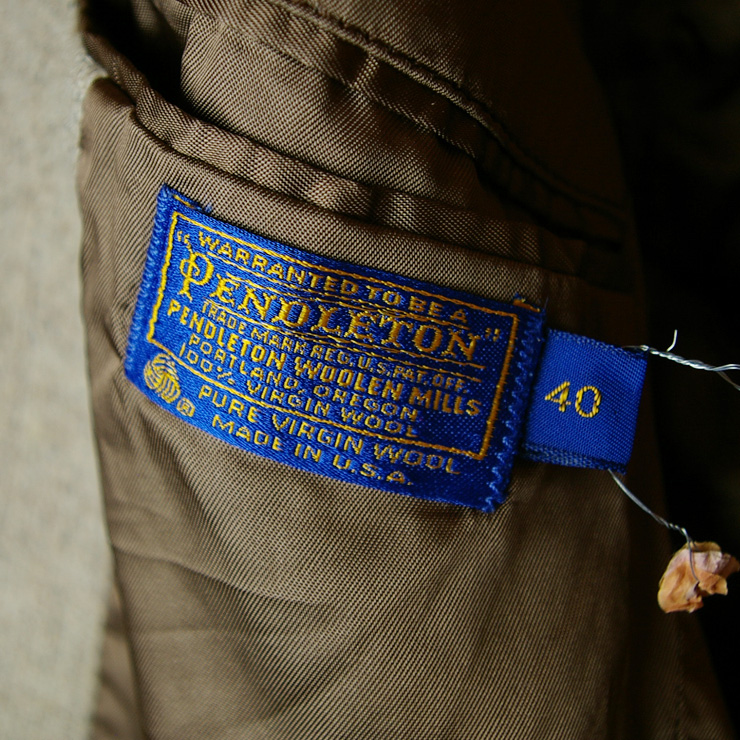 "WARRANTED TO BE A
PENDLETON"
TRADE MARK REG. U.S. PAT. OFF.
PENDLETON WOOLEN MILLS
PORTLAND, OREGON
100% VIRGIN WOOL
PURE VIRGIN WOOL
MADE IN U.S.A.
R
40